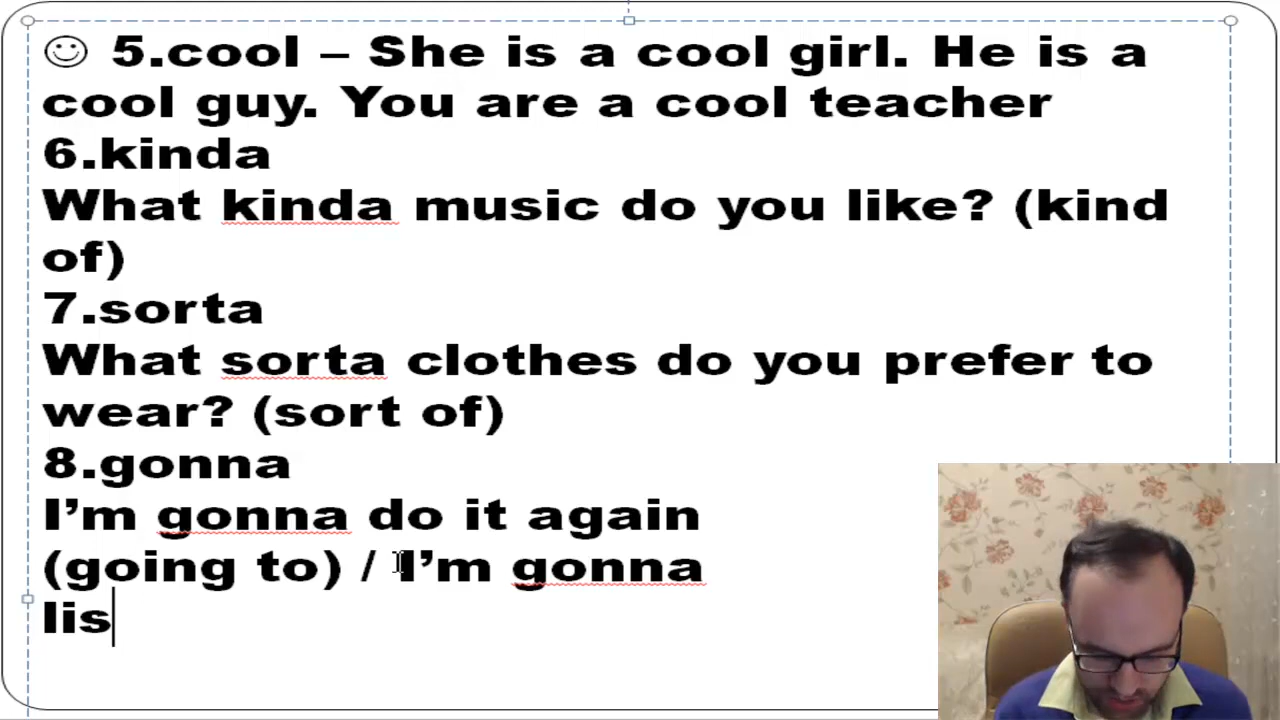 ☺ 5.cool – She is a cool girl. He is a
cool guy. You are a cool teacher
6.kinda
What kinda music do you like? (kind
of)
7.sorta
What sorta clothes do you prefer to
wear? (sort of)
8.gonna
I’m gonna do it again
(going to) / I’m gonna
lis